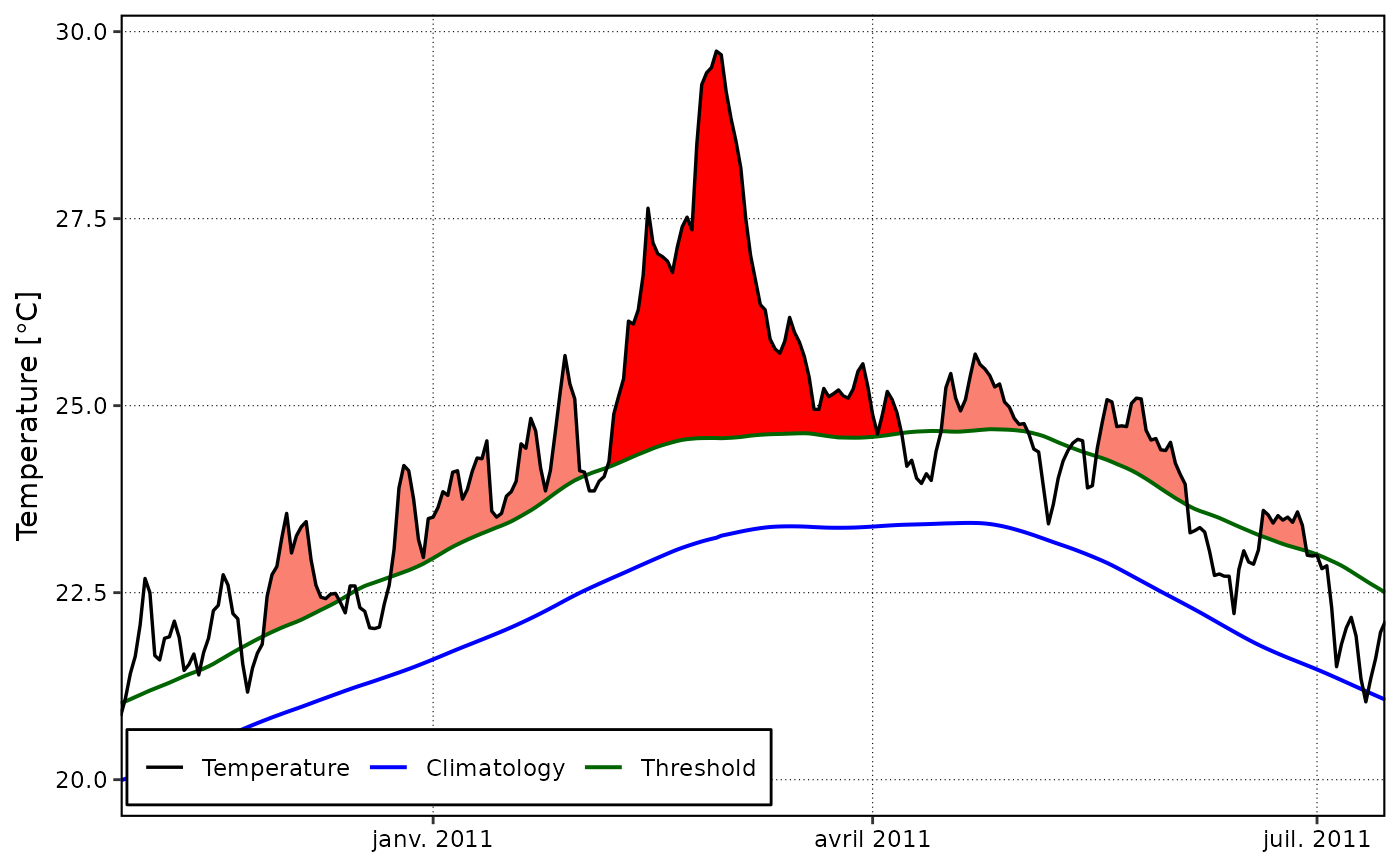 30.0
27.5
25.0
22.5
20.0
Temperature [°C]
Temperature Climatology Threshold
janv. 2011 avril 2011 juil. 2011